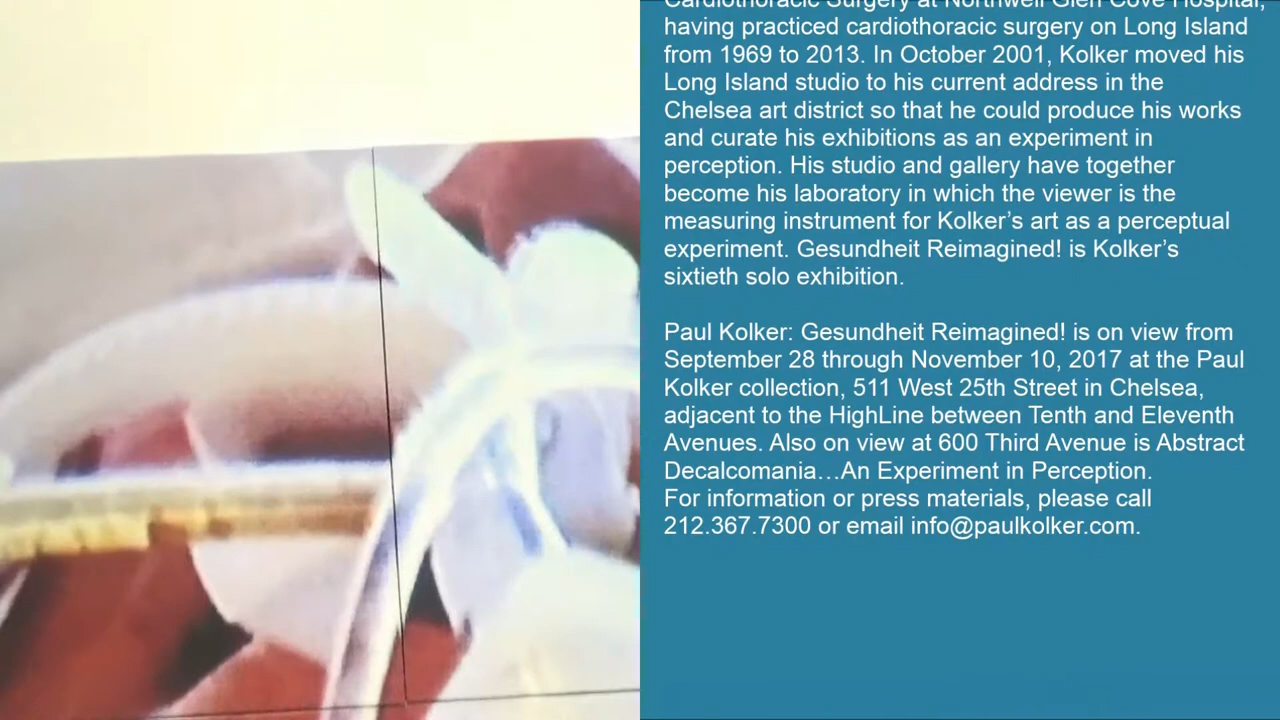 Cardiothoracic Surgery at Northwell Glen Cove Hospital,
having practiced cardiothoracic surgery on Long Island
from 1969 to 2013. In October 2001, Kolker moved his
Long Island studio to his current address in the
Chelsea art district so that he could produce his works
and curate his exhibitions as an experiment in
perception. His studio and gallery have together
become his laboratory in which the viewer is the
measuring instrument for Kolker’s art as a perceptual
experiment. Gesundheit Reimagined! is Kolker’s
sixtieth solo exhibition.
Paul Kolker: Gesundheit Reimagined! is on view from
September 28 through November 10, 2017 at the Paul
Kolker collection, 511 West 25th Street in Chelsea,
adjacent to the HighLine between Tenth and Eleventh
Avenues. Also on view at 600 Third Avenue is Abstract
Decalcomania…An Experiment in Perception.
For information or press materials, please call
212.367.7300 or email info@paulkolker.com.